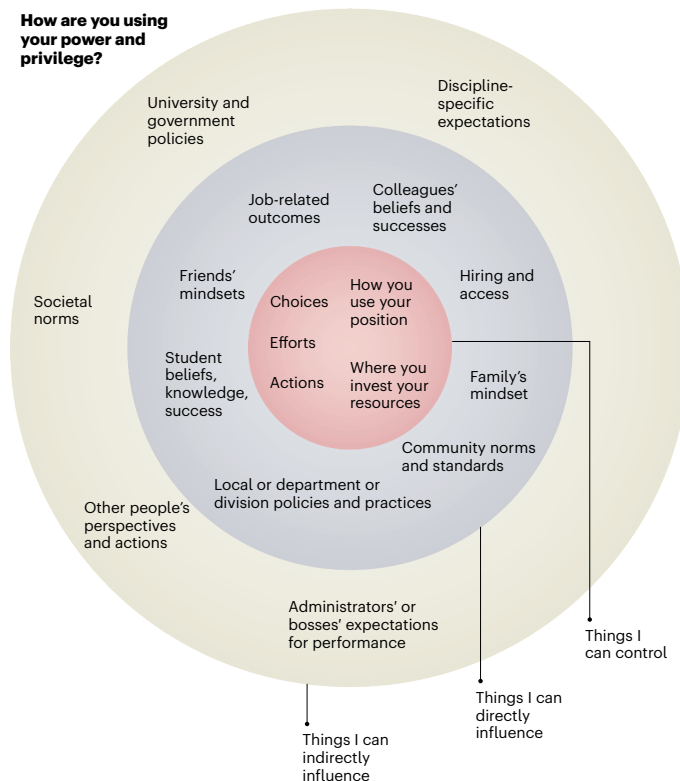 How are you using
your power and
privilege?
University and
government
policies
Discipline-
specific
expectations
Job-related
outcomes
Colleagues’
beliefs and
successes
Friends’
mindsets
Hiring and
access
Societal
norms
Choices
Efforts
Actions
How you
use your
position
Where you
invest your
resources
Student
beliefs,
knowledge,
success
Family’s
mindset
Community norms
and standards
Local or department or
division policies and practices
Other people’s
perspectives
and actions
Administrators’ or
bosses’ expectations
for performance
Things I
can control
Things I can
directly
influence
Things I can
indirectly
influence